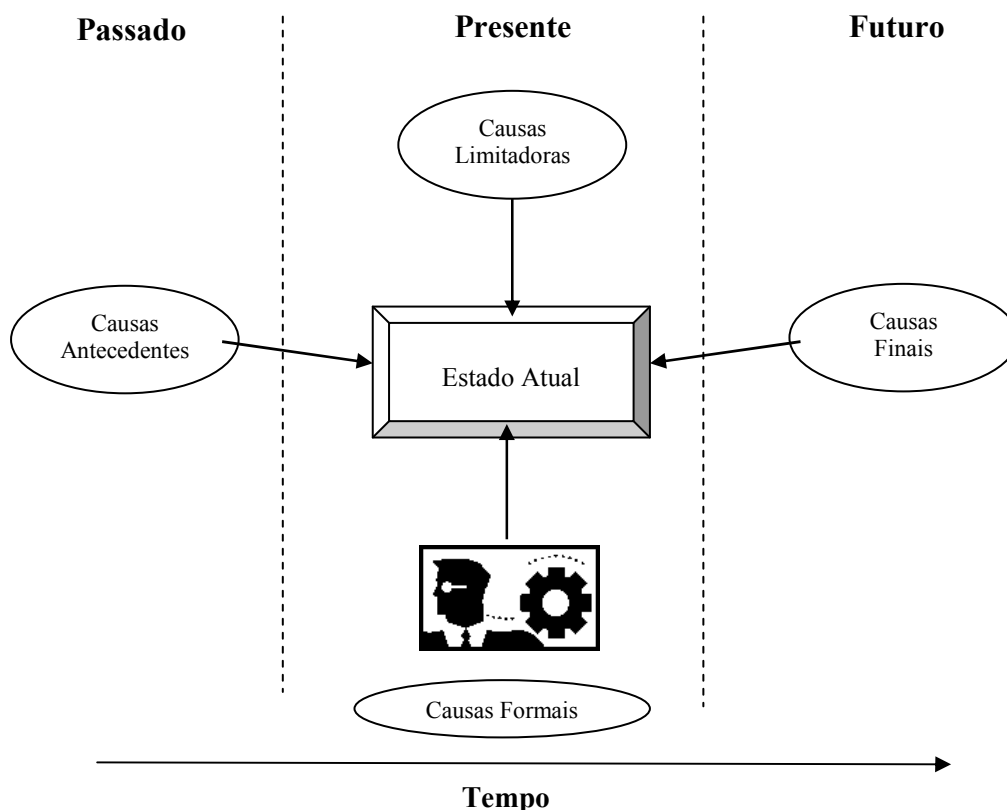 Passado
Presente
Futuro
Causas
Limitadoras
Causas
Antecedentes
Estado Atual
Causas
Finais
Causas Formais
Tempo